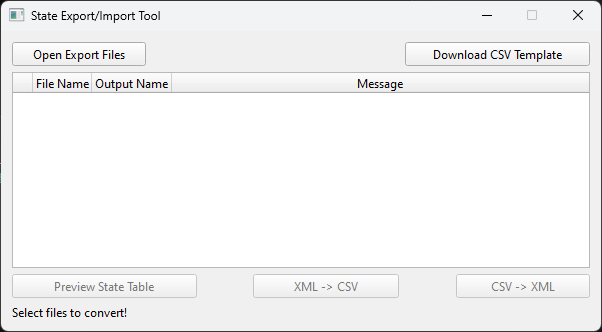 State Export/Import Tool
Open Export Files
Download CSV Template
File Name
Output Name
Message
Preview State Table
XML -> CSV
CSV -> XML
Select files to convert!